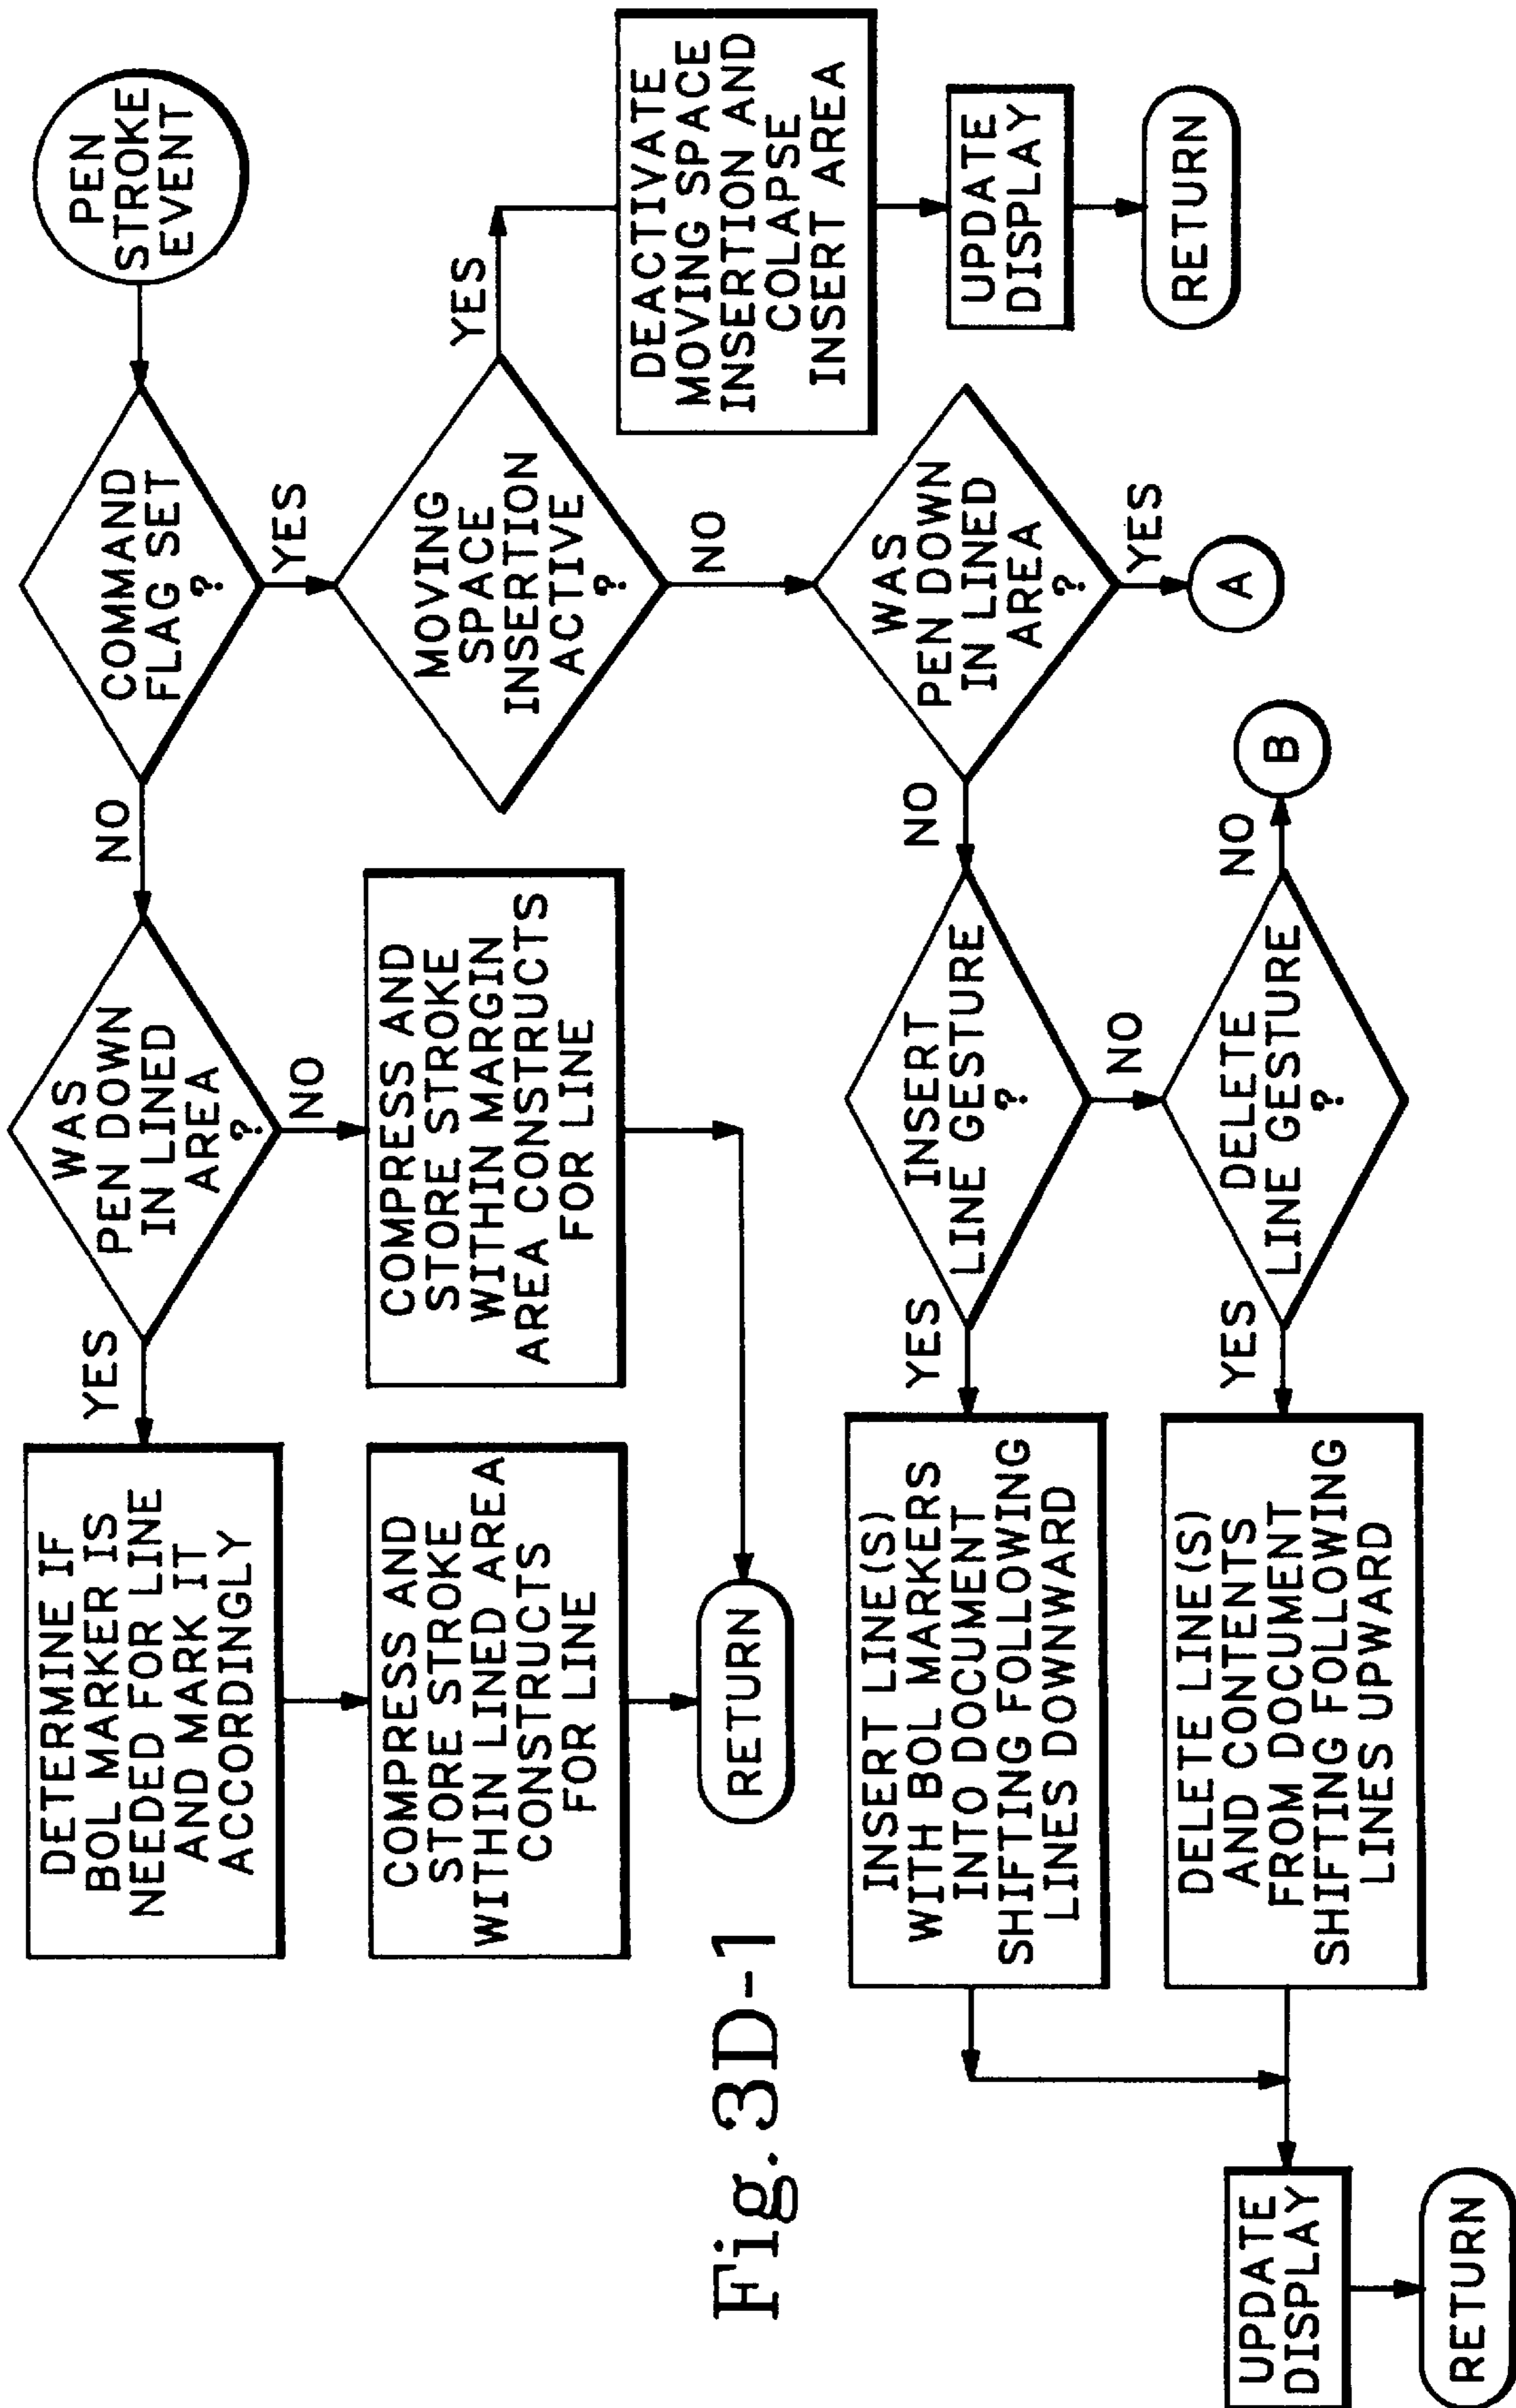 PEN
STROKE
EVENT
COMMAND
FLAG SET
?
NO
YES
WAS
PEN DOWN
IN LINED
AREA
?
YES
NO
DETERMINE IF
BOL MARKER IS
NEEDED FOR LINE
AND MARK IT
ACCORDINGLY
COMPRESS AND
STORE STROKE
WITHIN LINED AREA
CONSTRUCTS
FOR LINE
COMPRESS AND
STORE STROKE
WITHIN MARGIN
AREA CONSTRUCTS
FOR LINE
RETURN
MOVING
SPACE
INSERTION
ACTIVE
?
YES
NO
DEACTIVATE
MOVING SPACE
INSERTION AND
COLAPSE
INSERT AREA
UPDATE
DISPLAY
RETURN
WAS
PEN DOWN
IN LINED
AREA
?
YES
A
NO
INSERT
LINE GESTURE
?
YES
NO
INSERT LINE(S)
WITH BOL MARKERS
INTO DOCUMENT
SHIFTING FOLLOWING
LINES DOWNWARD
DELETE
LINE GESTURE
?
NO
B
YES
DELETE LINE(S)
AND CONTENTS
FROM DOCUMENT
SHIFTING FOLLOWING
LINES UPWARD
UPDATE
DISPLAY
RETURN
Fig. 3D-1